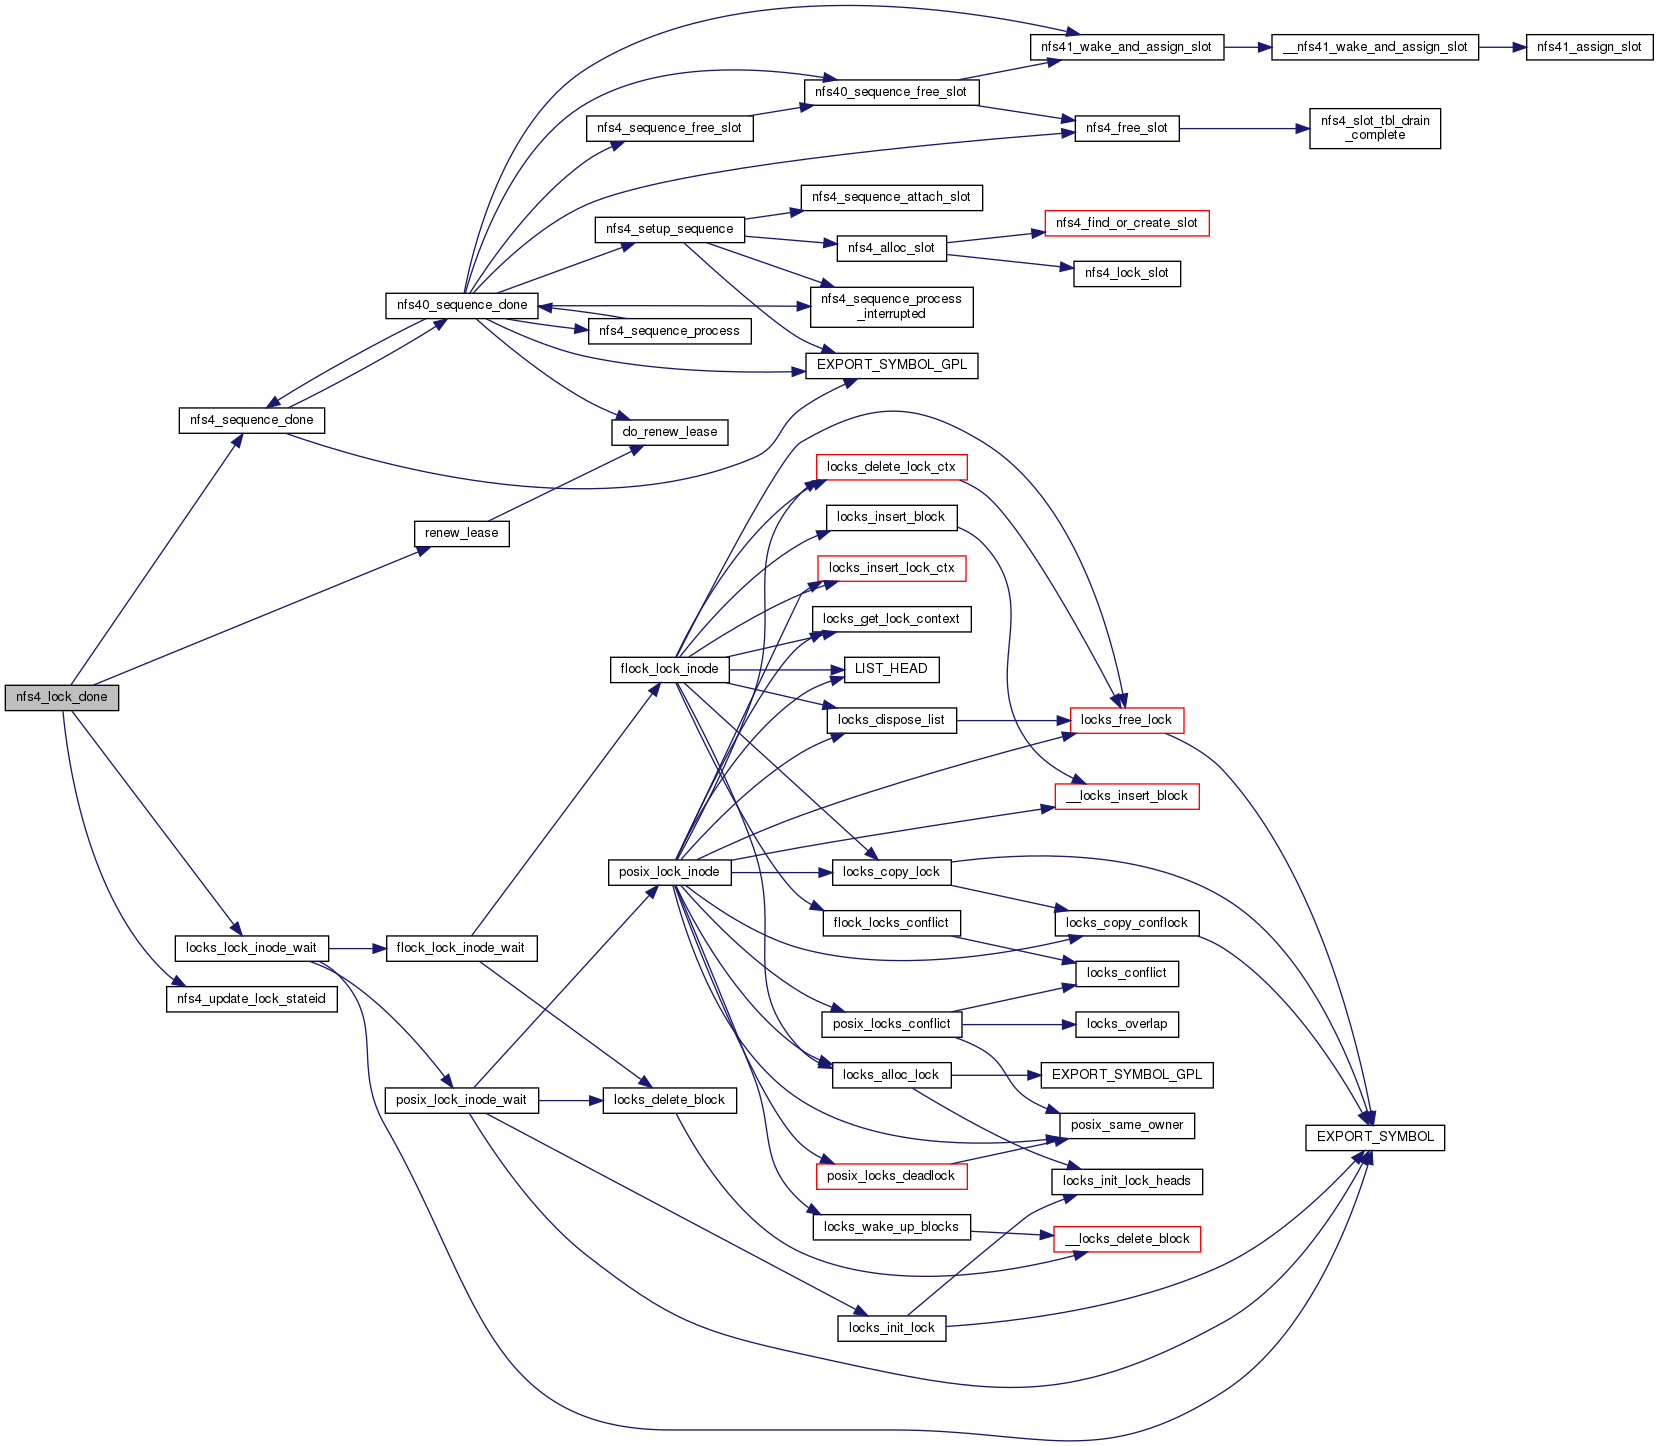 nfs41_wake_and_assign_slot
__nfs41_wake_and_assign_slot
nfs41_assign_slot
nfs40_sequence_free_slot
nfs4_sequence_free_slot
nfs4_free_slot
nfs4_slot_tbl_drain
_complete
nfs4_sequence_attach_slot
nfs4_setup_sequence
nfs4_find_or_create_slot
nfs4_alloc_slot
nfs4_lock_slot
nfs40_sequence_done
nfs4_sequence_process
_interrupted
nfs4_sequence_process
EXPORT_SYMBOL_GPL
nfs4_sequence_done
do_renew_lease
locks_delete_lock_ctx
locks_insert_block
renew_lease
locks_insert_lock_ctx
locks_get_lock_context
flock_lock_inode
LIST_HEAD
nfs4_lock_done
locks_dispose_list
locks_free_lock
__locks_insert_block
posix_lock_inode
locks_copy_lock
flock_locks_conflict
locks_copy_conflock
locks_lock_inode_wait
flock_lock_inode_wait
locks_conflict
nfs4_update_lock_stateid
posix_locks_conflict
locks_overlap
locks_alloc_lock
EXPORT_SYMBOL_GPL
posix_lock_inode_wait
locks_delete_block
posix_same_owner
EXPORT_SYMBOL
posix_locks_deadlock
locks_init_lock_heads
locks_wake_up_blocks
__locks_delete_block
locks_init_lock